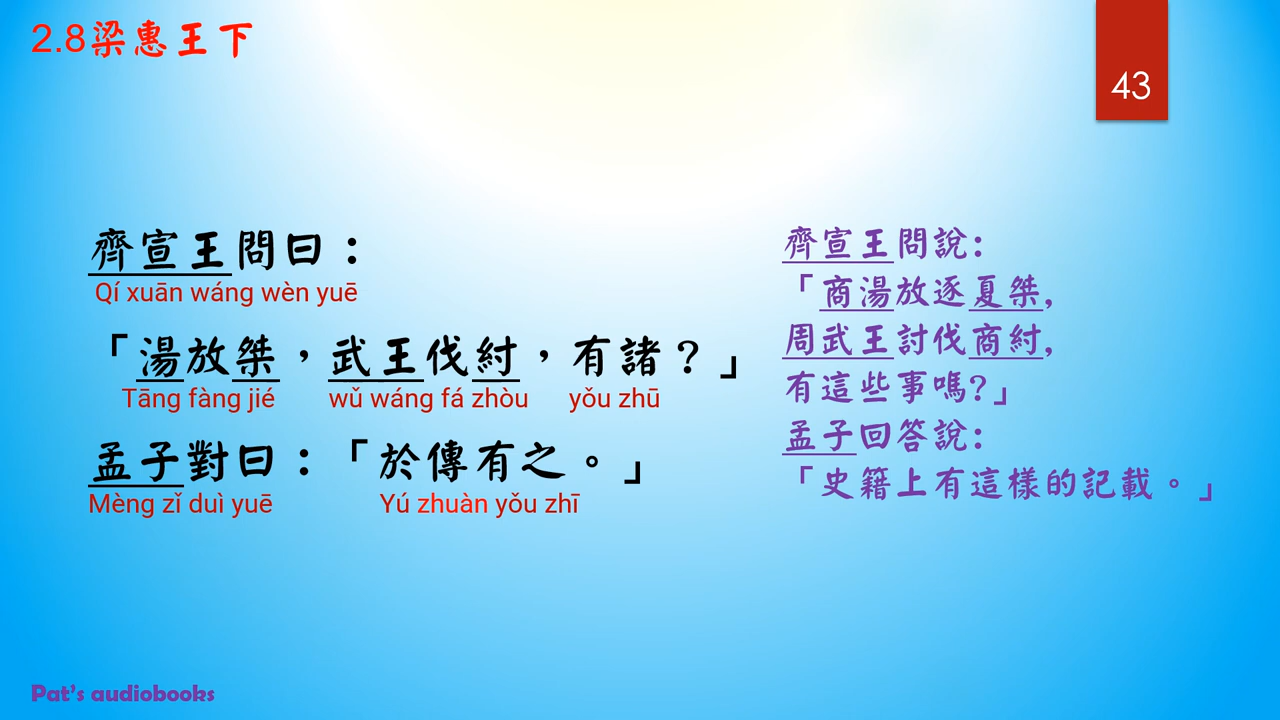 2.8梁惠王下
43
齊宣王問曰：
Qí xuān wáng wèn yuē
「湯放桀，武王伐紂，有諸？」
Tāng fàng jié wǔ wáng fá zhòu yǒu zhū
孟子對曰：「於傳有之。」
Mèng zǐ duì yuē Yú zhuàn yǒu zhī
齊宣王問說:
「商湯放逐夏桀,
周武王討伐商紂,
有這些事嗎?」
孟子回答說:
「史籍上有這樣的記載。」
Pat's audiobooks